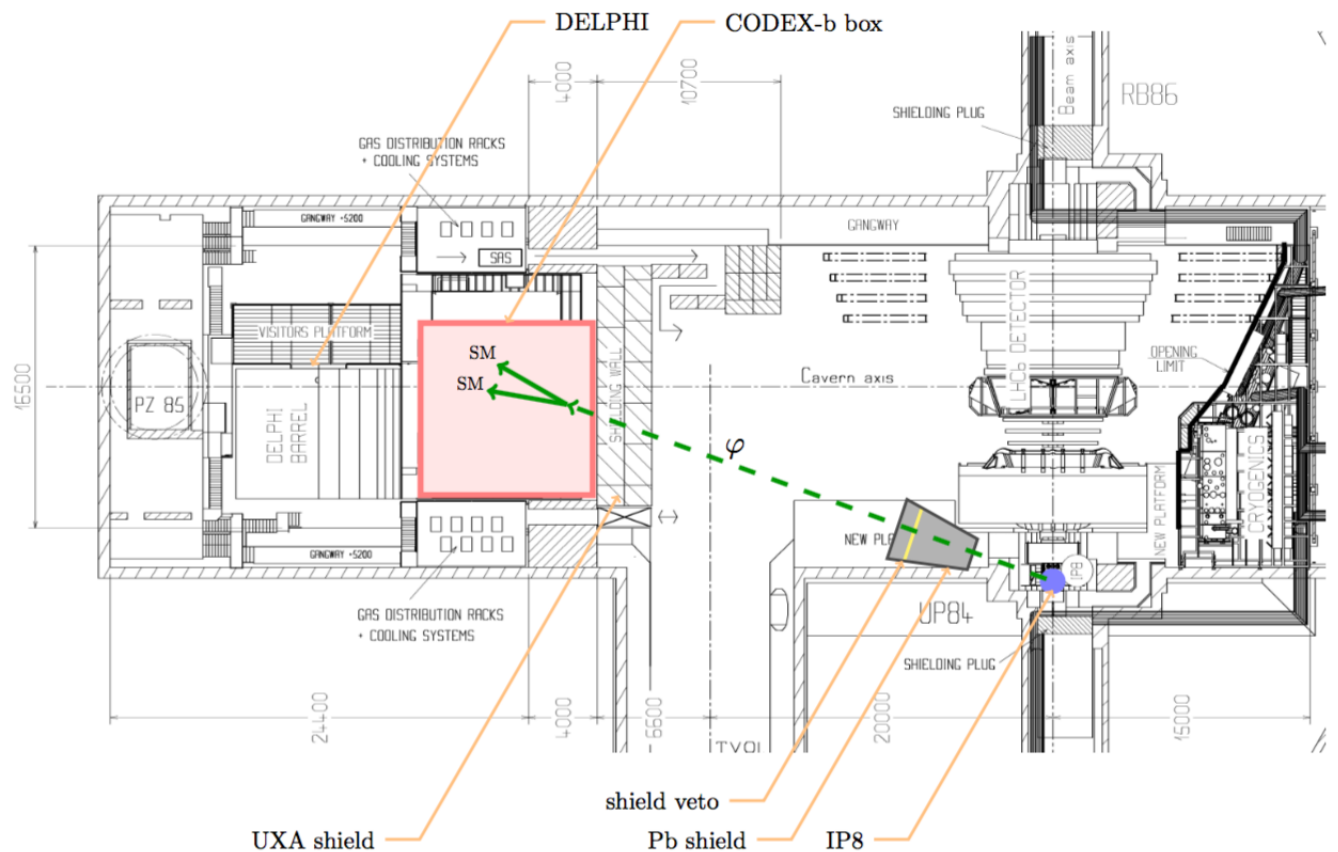 DELPHI
CODEX-b box
4000
10700
Beam axis
RB86
SHIELDING PLUG
GAS DISTRIBUTION RACKS
+ COOLING SYSTEMS
GANGWAY +5200
GANGWAY
SAS
VISITORS PLATFORM
LHCb DETECTOR
OPENING
LIMIT
SM
SM
SHIELDING WALL
Cavern axis
16500
PZ 85
DELPHI
BARREL
φ
CRYOGENICS
NEW PLATFORM
NEW PLA
GANGWAY +5200
IP8
GAS DISTRIBUTION RACKS
+ COOLING SYSTEMS
UP84
SHIELDING PLUG
24400
4000
6600
20000
15000
shield veto
UXA shield
Pb shield
IP8